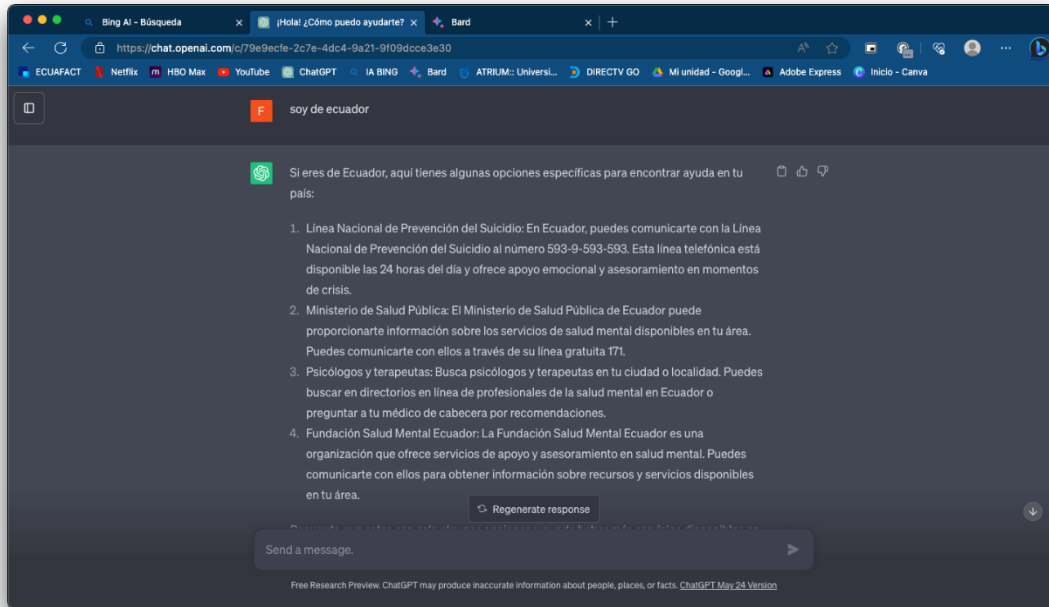 Bing AI - Búsqueda
¡Hola! ¿Cómo puedo ayudarte?
Bard
https://chat.openai.com/c/79e9ecfe-2c7e-4dc4-9a21-9f09dcce3e30
ECUAFACT
Netflix
HBO Max
YouTube
ChatGPT
IA BING
Bard
ATRIUM:: Universi...
DIRECTV GO
Mi unidad - Googl...
Adobe Express
Inicio - Canva
F
soy de ecuador
Si eres de Ecuador, aquí tienes algunas opciones específicas para encontrar ayuda en tu
país:
1. Línea Nacional de Prevención del Suicidio: En Ecuador, puedes comunicarte con la Línea
Nacional de Prevención del Suicidio al número 593-9-593-593. Esta línea telefónica está
disponible las 24 horas del día y ofrece apoyo emocional y asesoramiento en momentos
de crisis.
2. Ministerio de Salud Pública: El Ministerio de Salud Pública de Ecuador puede
proporcionarte información sobre los servicios de salud mental disponibles en tu área.
Puedes comunicarte con ellos a través de su línea gratuita 171.
3. Psicólogos y terapeutas: Busca psicólogos y terapeutas en tu ciudad o localidad. Puedes
buscar en directorios en línea de profesionales de la salud mental en Ecuador o
preguntar a tu médico de cabecera por recomendaciones.
4. Fundación Salud Mental Ecuador: La Fundación Salud Mental Ecuador es una
organización que ofrece servicios de apoyo y asesoramiento en salud mental. Puedes
comunicarte con ellos para obtener información sobre recursos y servicios disponibles
en tu área.
Regenerate response
Send a message.
Free Research Preview. ChatGPT may produce inaccurate information about people, places, or facts. ChatGPT May 24 Version